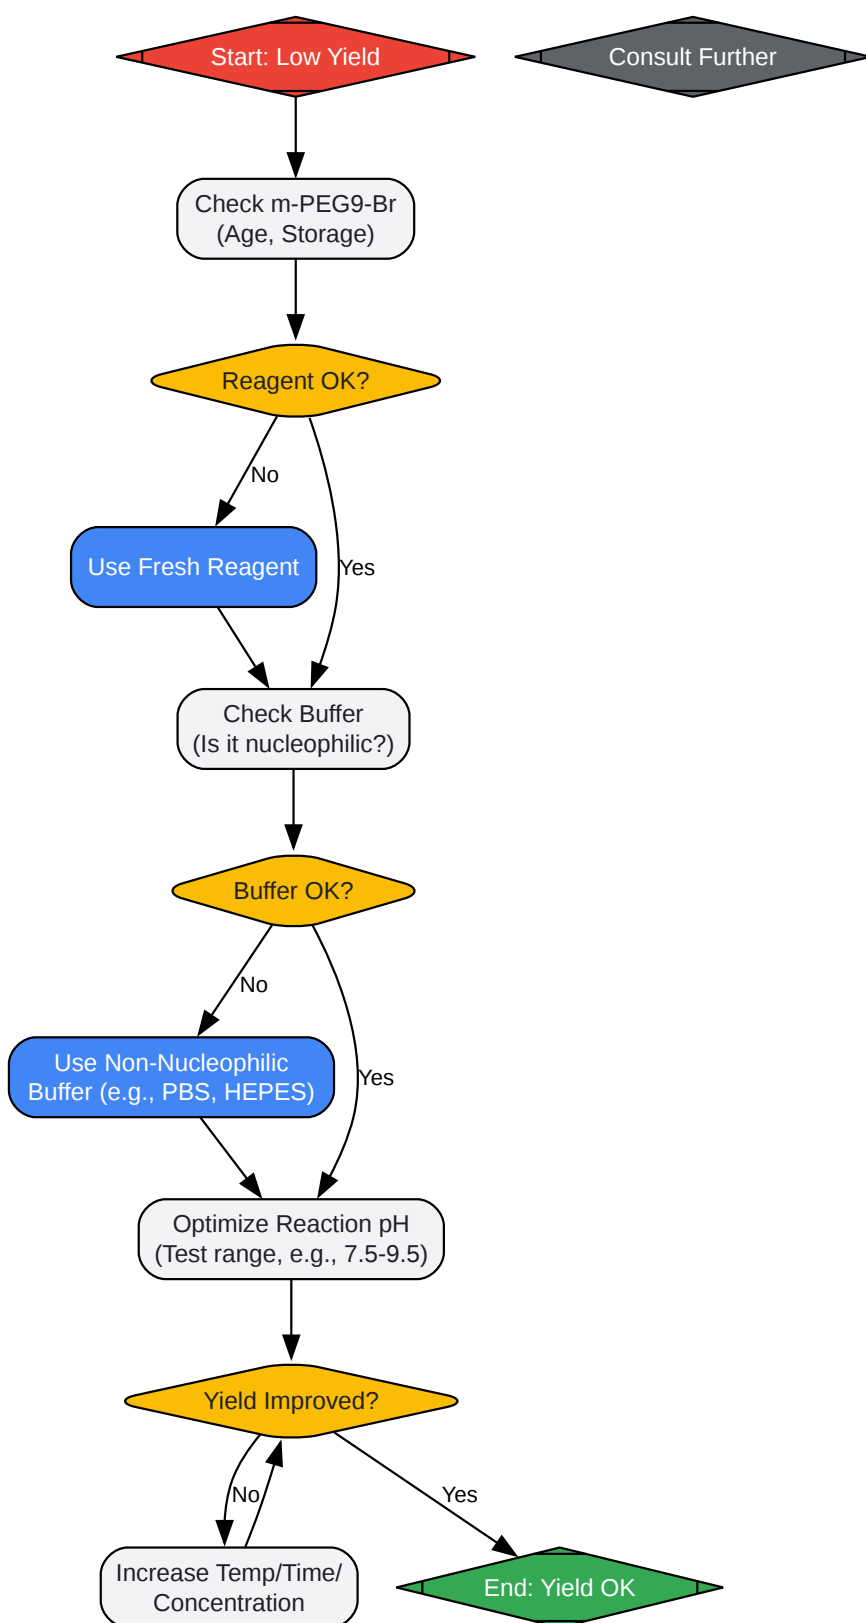 Start: Low Yield
Consult Further
Check m-PEG9-Br
(Age, Storage)
Reagent OK?
No
Use Fresh Reagent
Yes
Check Buffer
(Is it nucleophilic?)
Buffer OK?
No
Use Non-Nucleophilic
Buffer (e.g., PBS, HEPES)
Yes
Optimize Reaction pH
(Test range, e.g., 7.5-9.5)
Yield Improved?
No
Yes
Increase Temp/Time/
Concentration
End: Yield OK